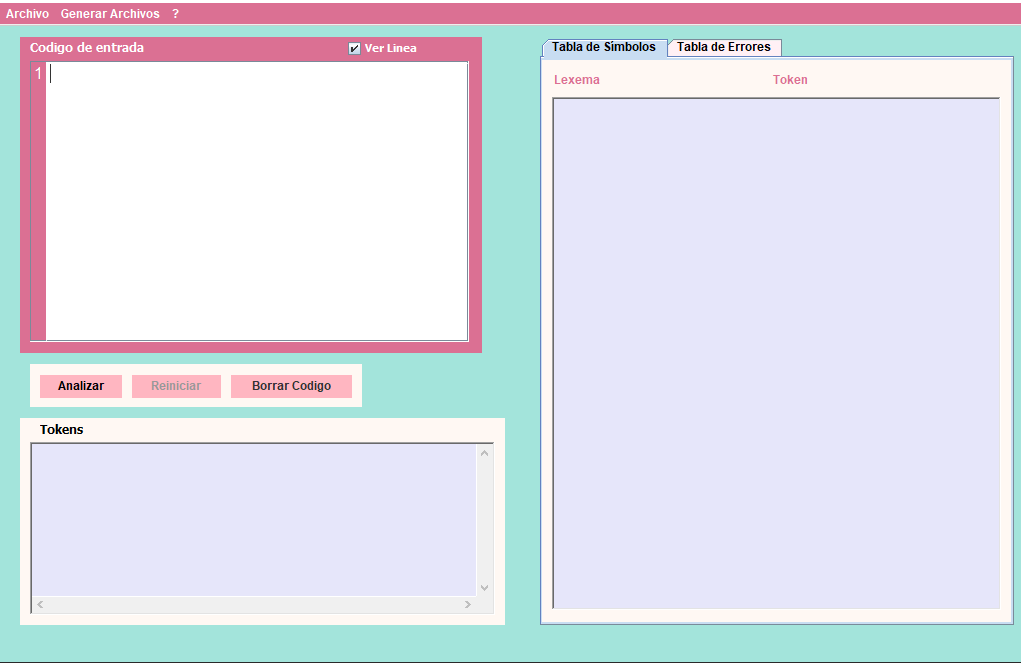 Archivo Generar Archivos ?
Codigo de entrada Ver Linea
1
Analizar Reiniciar Borrar Codigo
Tokens
Tabla de Simbolos Tabla de Errores
Lexema Token